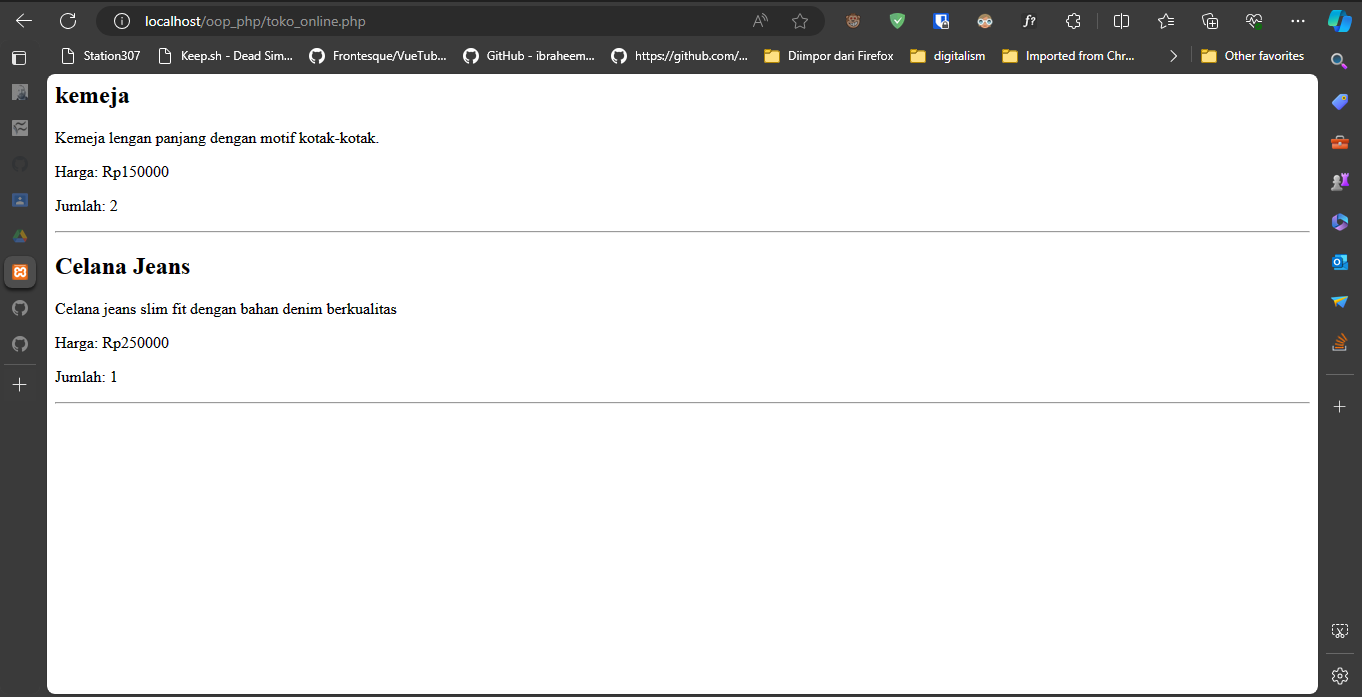 localhost/oop_php/toko_online.php
Station307
Keep.sh - Dead Sim...
Frontesque/VueTub...
GitHub - ibraheem...
https://github.com/...
Diimpor dari Firefox
digitalism
Imported from Chr...
Other favorites
kemeja
Kemeja lengan panjang dengan motif kotak-kotak.
Harga: Rp150000
Jumlah: 2
Celana Jeans
Celana jeans slim fit dengan bahan denim berkualitas
Harga: Rp250000
Jumlah: 1